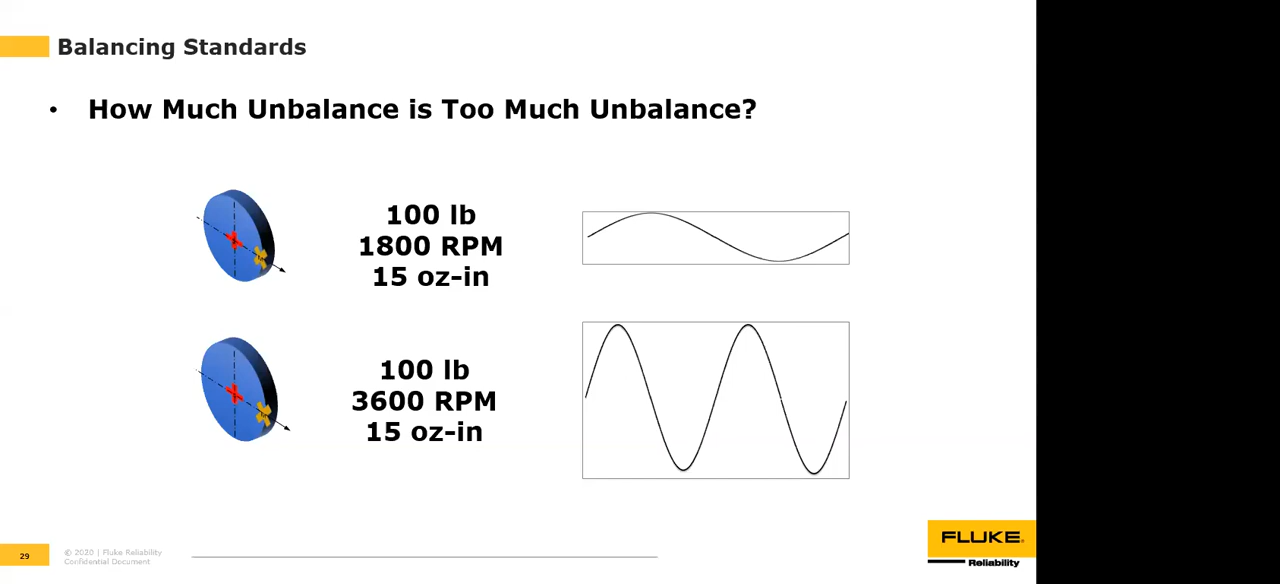 Balancing Standards
• How Much Unbalance is Too Much Unbalance?
100 lb
1800 RPM
15 oz-in
100 lb
3600 RPM
15 oz-in
29
© 2020 | Fluke Reliability
Confidential Document
FLUKE®
Reliability